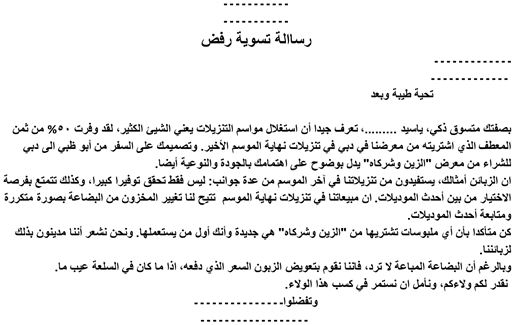 -----------
-----------
رساالة تسوية رفض
-------------
-------------
تحية طيبة وبعد
بصفتك متسوق ذكي، ياسيد .........، تعرف جيدا أن استغلال مواسم التنزيلات يعني الشيئ الكثير، لقد وفرت ٥٠% من ثمن
المعطف الذي اشتريته من معرضنا في دبي في تنزيلات نهاية الموسم الأخير. وتصميمك على السفر من أبو ظبي الى دبي
للشراء من معرض "الزين وشركاه" يدل بوضوح على اهتمامك بالجودة والنوعية أيضا.
ان الزبائن أمثالك، يستفيدون من تنزيلاتنا في آخر الموسم من عدة جوانب: ليس فقط تحقق توفيرا كبيرا، وكذلك تتمتع بفرصة
الاختيار من بين أحدث الموديلات. ان مبيعاتنا في تنزيلات نهاية الموسم تتيح لنا تغيير المخزون من البضاعة بصورة متكررة
ومتابعة أحدث الموديلات.
كن متأكدا بأن أي ملبوسات تشتريها من "الزين وشركاه" هي جديدة وأنك أول من يستعملها. ونحن نشعر أننا مدينون بذلك
لزبائننا.
وبالرغم أن البضاعة المباعة لا ترد، فاننا نقوم بتعويض الزبون السعر الذي دفعه، اذا ما كان في السلعة عيب ما.
نقدر لكم ولاءكم، ونأمل ان نستمر في كسب هذا الولاء.
وتفضلوا---------------
------------------